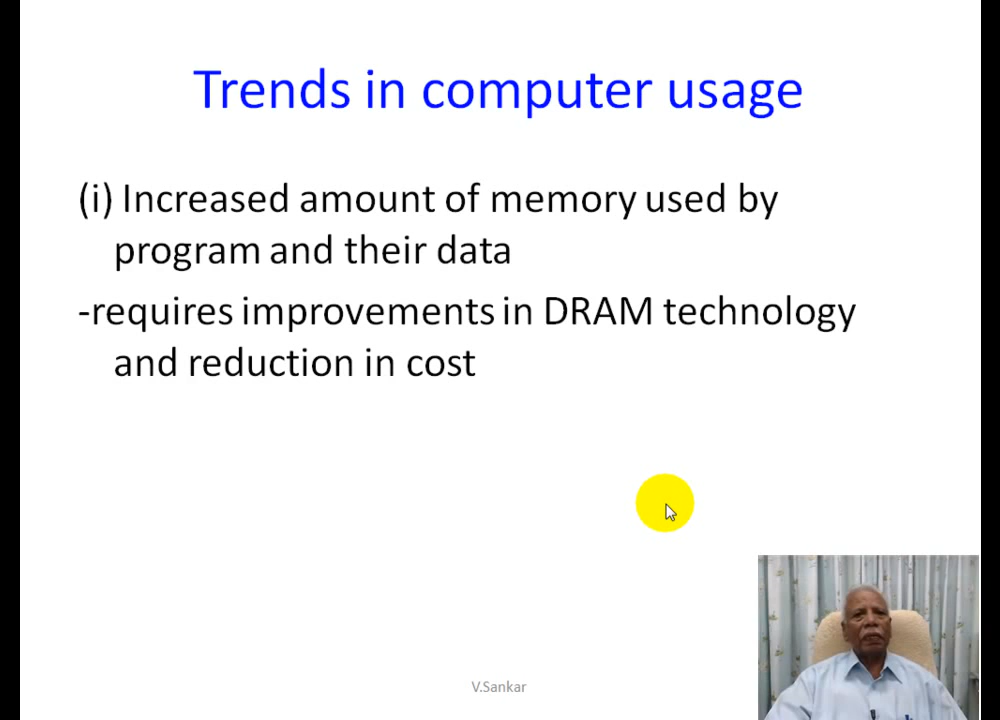 Trends in computer usage
(i) Increased amount of memory used by
program and their data
-requires improvements in DRAM technology
and reduction in cost
V.Sankar